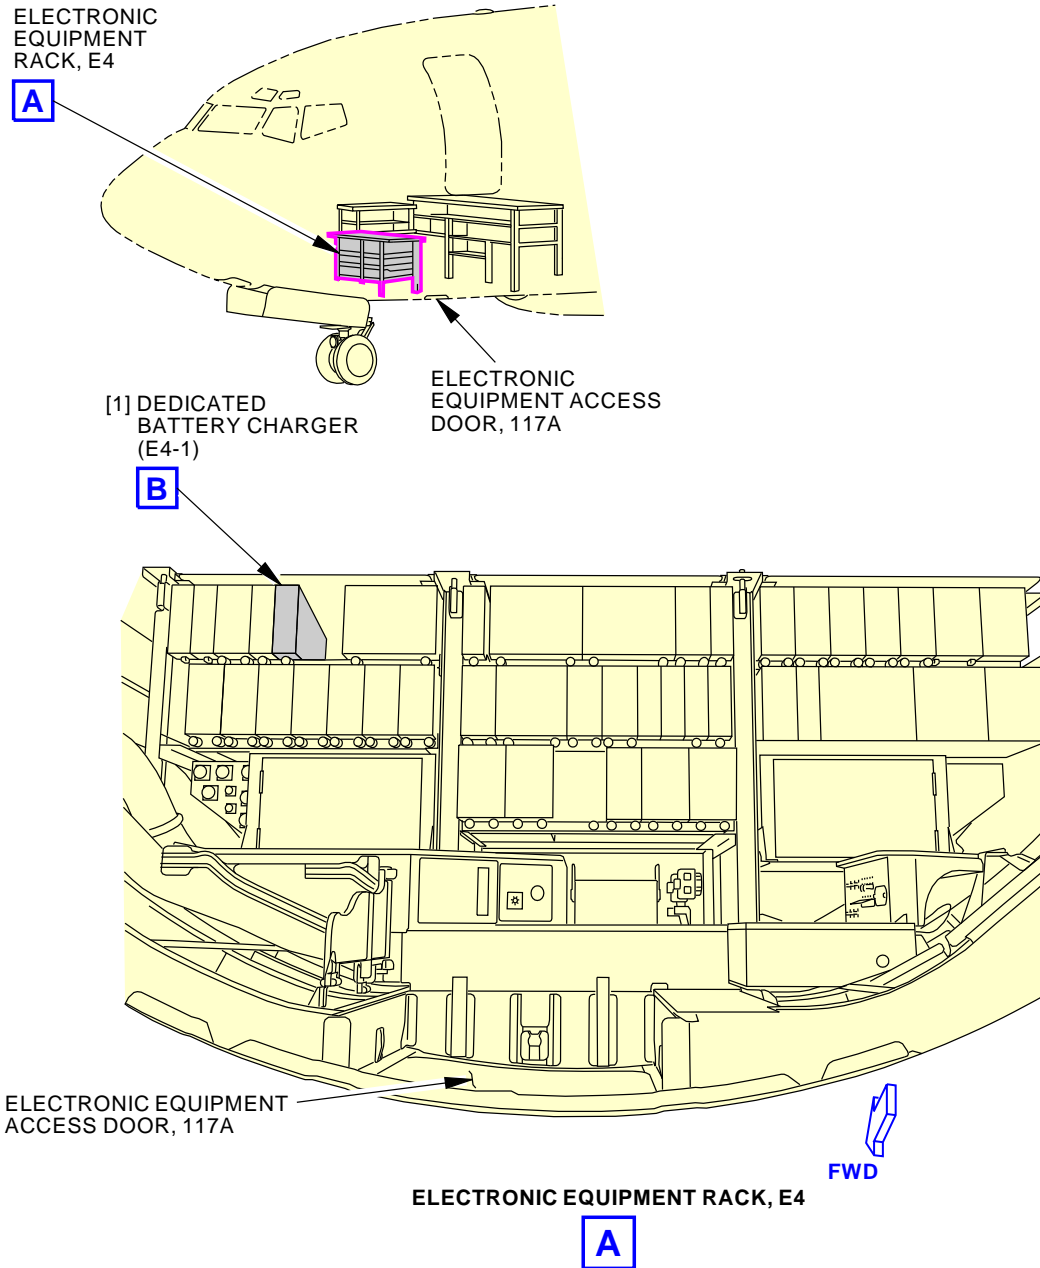 ELECTRONIC
EQUIPMENT
RACK, E4
A
ELECTRONIC
EQUIPMENT ACCESS
DOOR, 117A
[1] DEDICATED
BATTERY CHARGER
(E4-1)
B
ELECTRONIC EQUIPMENT
ACCESS DOOR, 117A
FWD
ELECTRONIC EQUIPMENT RACK, E4
A